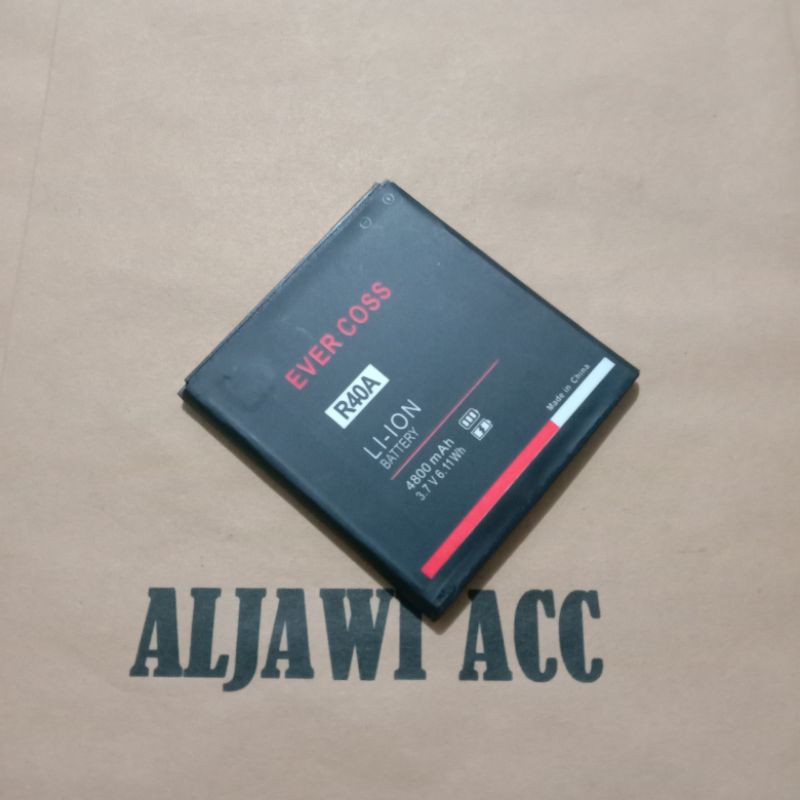 EVER COSS
R40A
LI-ION
BATTERY
4800 mAh
3.7 V 6.11Wh
Made in China
ALJAWI ACC